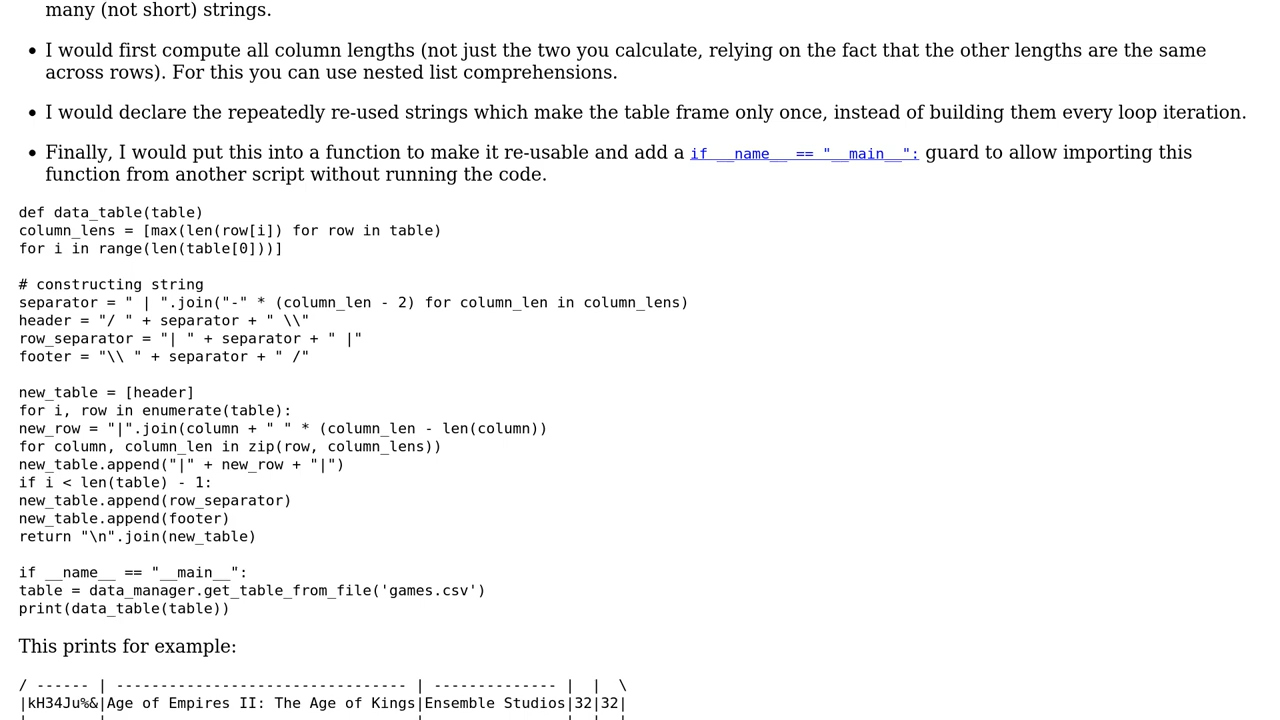 many (not short) strings.
• I would first compute all column lengths (not just the two you calculate, relying on the fact that the other lengths are the same
across rows). For this you can use nested list comprehensions.
• I would declare the repeatedly re-used strings which make the table frame only once, instead of building them every loop iteration.
• Finally, I would put this into a function to make it re-usable and add a if __name__ == "__main__": guard to allow importing this
function from another script without running the code.
def data_table(table)
column_lens = [max(len(row[i]) for row in table)
for i in range(len(table[0]))]
# constructing string
separator = " | ".join("-" * (column_len - 2) for column_len in column_lens)
header = "/ " + separator + " \\"
row_separator = "| " + separator + " |"
footer = "\\ " + separator + " /"
new_table = [header]
for i, row in enumerate(table):
new_row = "|".join(column + " " * (column_len - len(column))
for column, column_len in zip(row, column_lens))
new_table.append("|" + new_row + "|")
if i < len(table) - 1:
new_table.append(row_separator)
new_table.append(footer)
return "\n".join(new_table)
if __name__ == "__main__":
table = data_manager.get_table_from_file('games.csv')
print(data_table(table))
This prints for example:
/ ------ | --------------------------------- | -------------- |  |  \
|kH34Ju%&|Age of Empires II: The Age of Kings|Ensemble Studios|32|32|